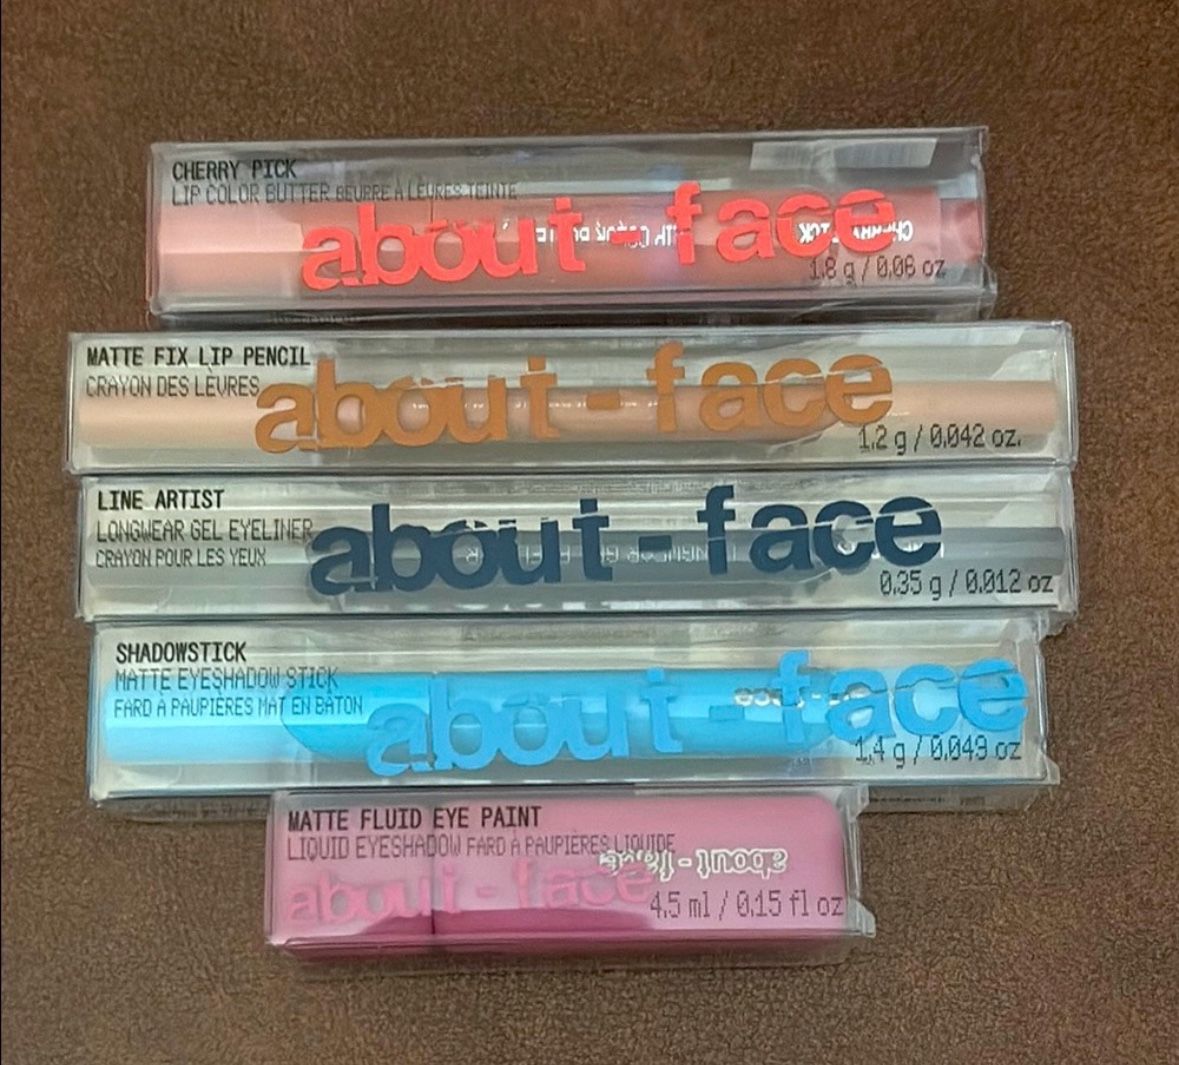 CHERRY PICK
LIP COLOR BUTTER BEURRE À LÈVRES TEINTÉ
about-face
1.8 g / 0.06 oz
MATTE FIX LIP PENCIL
CRAYON DES LÈVRES
about-face
1.2 g / 0.042 oz.
LINE ARTIST
LONGWEAR GEL EYELINER
CRAYON POUR LES YEUX
about-face
0.35 g / 0.012 oz
SHADOWSTICK
MATTE EYESHADOW STICK
FARD À PAUPIÈRES MAT EN BÂTON
about-face
1.4 g / 0.049 oz
MATTE FLUID EYE PAINT
LIQUID EYESHADOW FARD À PAUPIÈRES LIQUIDE
about-face
about-face
4.5 ml / 0.15 fl oz